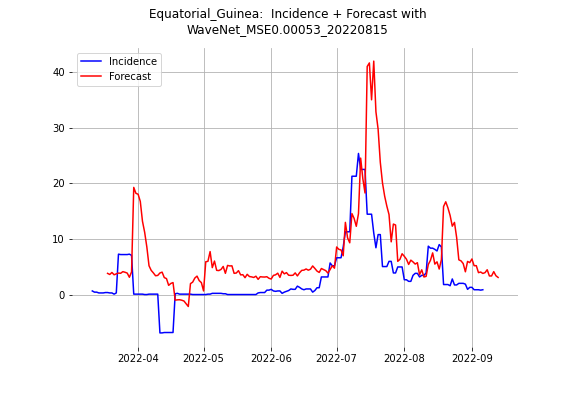 Equatorial_Guinea:  Incidence + Forecast with
WaveNet_MSE0.00053_20220815
Incidence
Forecast
40
30
20
10
0
2022-04
2022-05
2022-06
2022-07
2022-08
2022-09